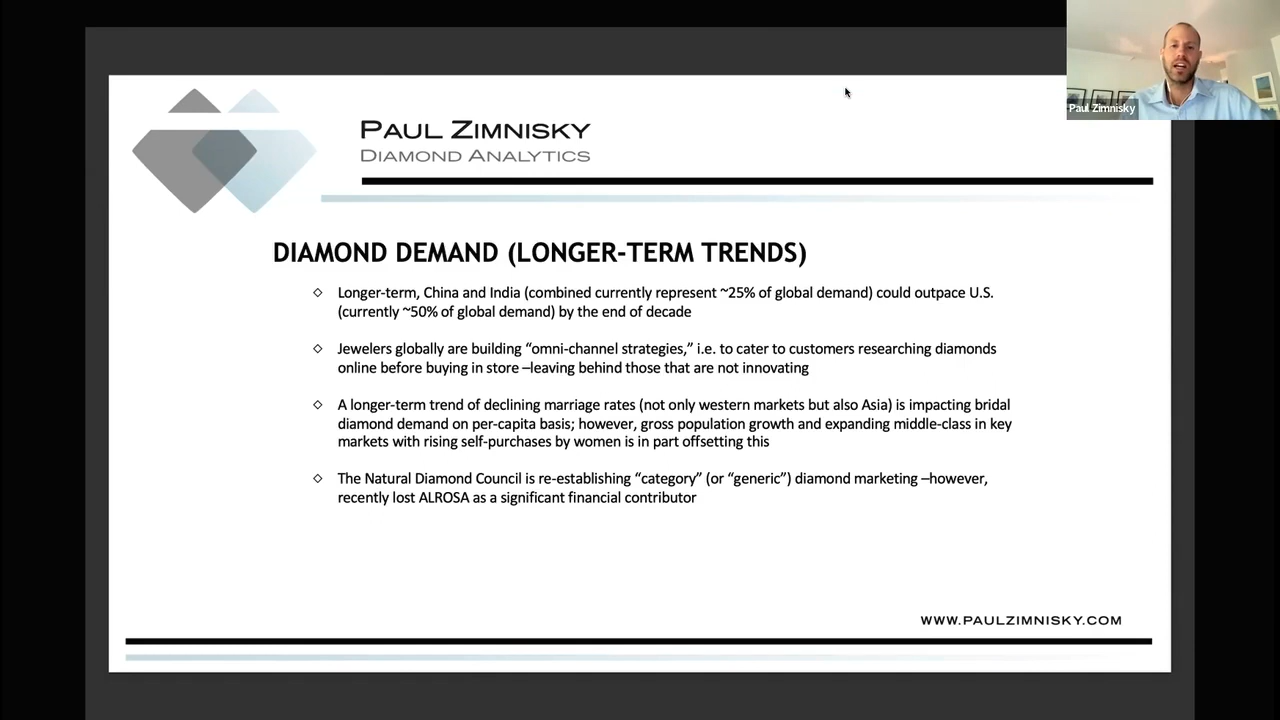 Paul Zimnisky
PAUL ZIMNISKY
DIAMOND ANALYTICS
DIAMOND DEMAND (LONGER-TERM TRENDS)
◇ Longer-term, China and India (combined currently represent ~25% of global demand) could outpace U.S.
(currently ~50% of global demand) by the end of decade
◇ Jewelers globally are building “omni-channel strategies,” i.e. to cater to customers researching diamonds
online before buying in store –leaving behind those that are not innovating
◇ A longer-term trend of declining marriage rates (not only western markets but also Asia) is impacting bridal
diamond demand on per-capita basis; however, gross population growth and expanding middle-class in key
markets with rising self-purchases by women is in part offsetting this
◇ The Natural Diamond Council is re-establishing “category” (or “generic”) diamond marketing –however,
recently lost ALROSA as a significant financial contributor
WWW.PAULZIMNISKY.COM